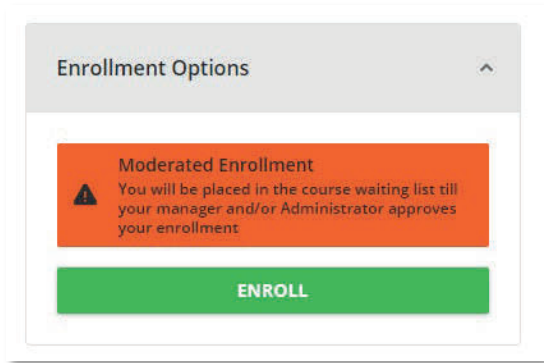 Enrollment Options
Moderated Enrollment
You will be placed in the course waiting list till
your manager and/or Administrator approves
your enrollment
ENROLL